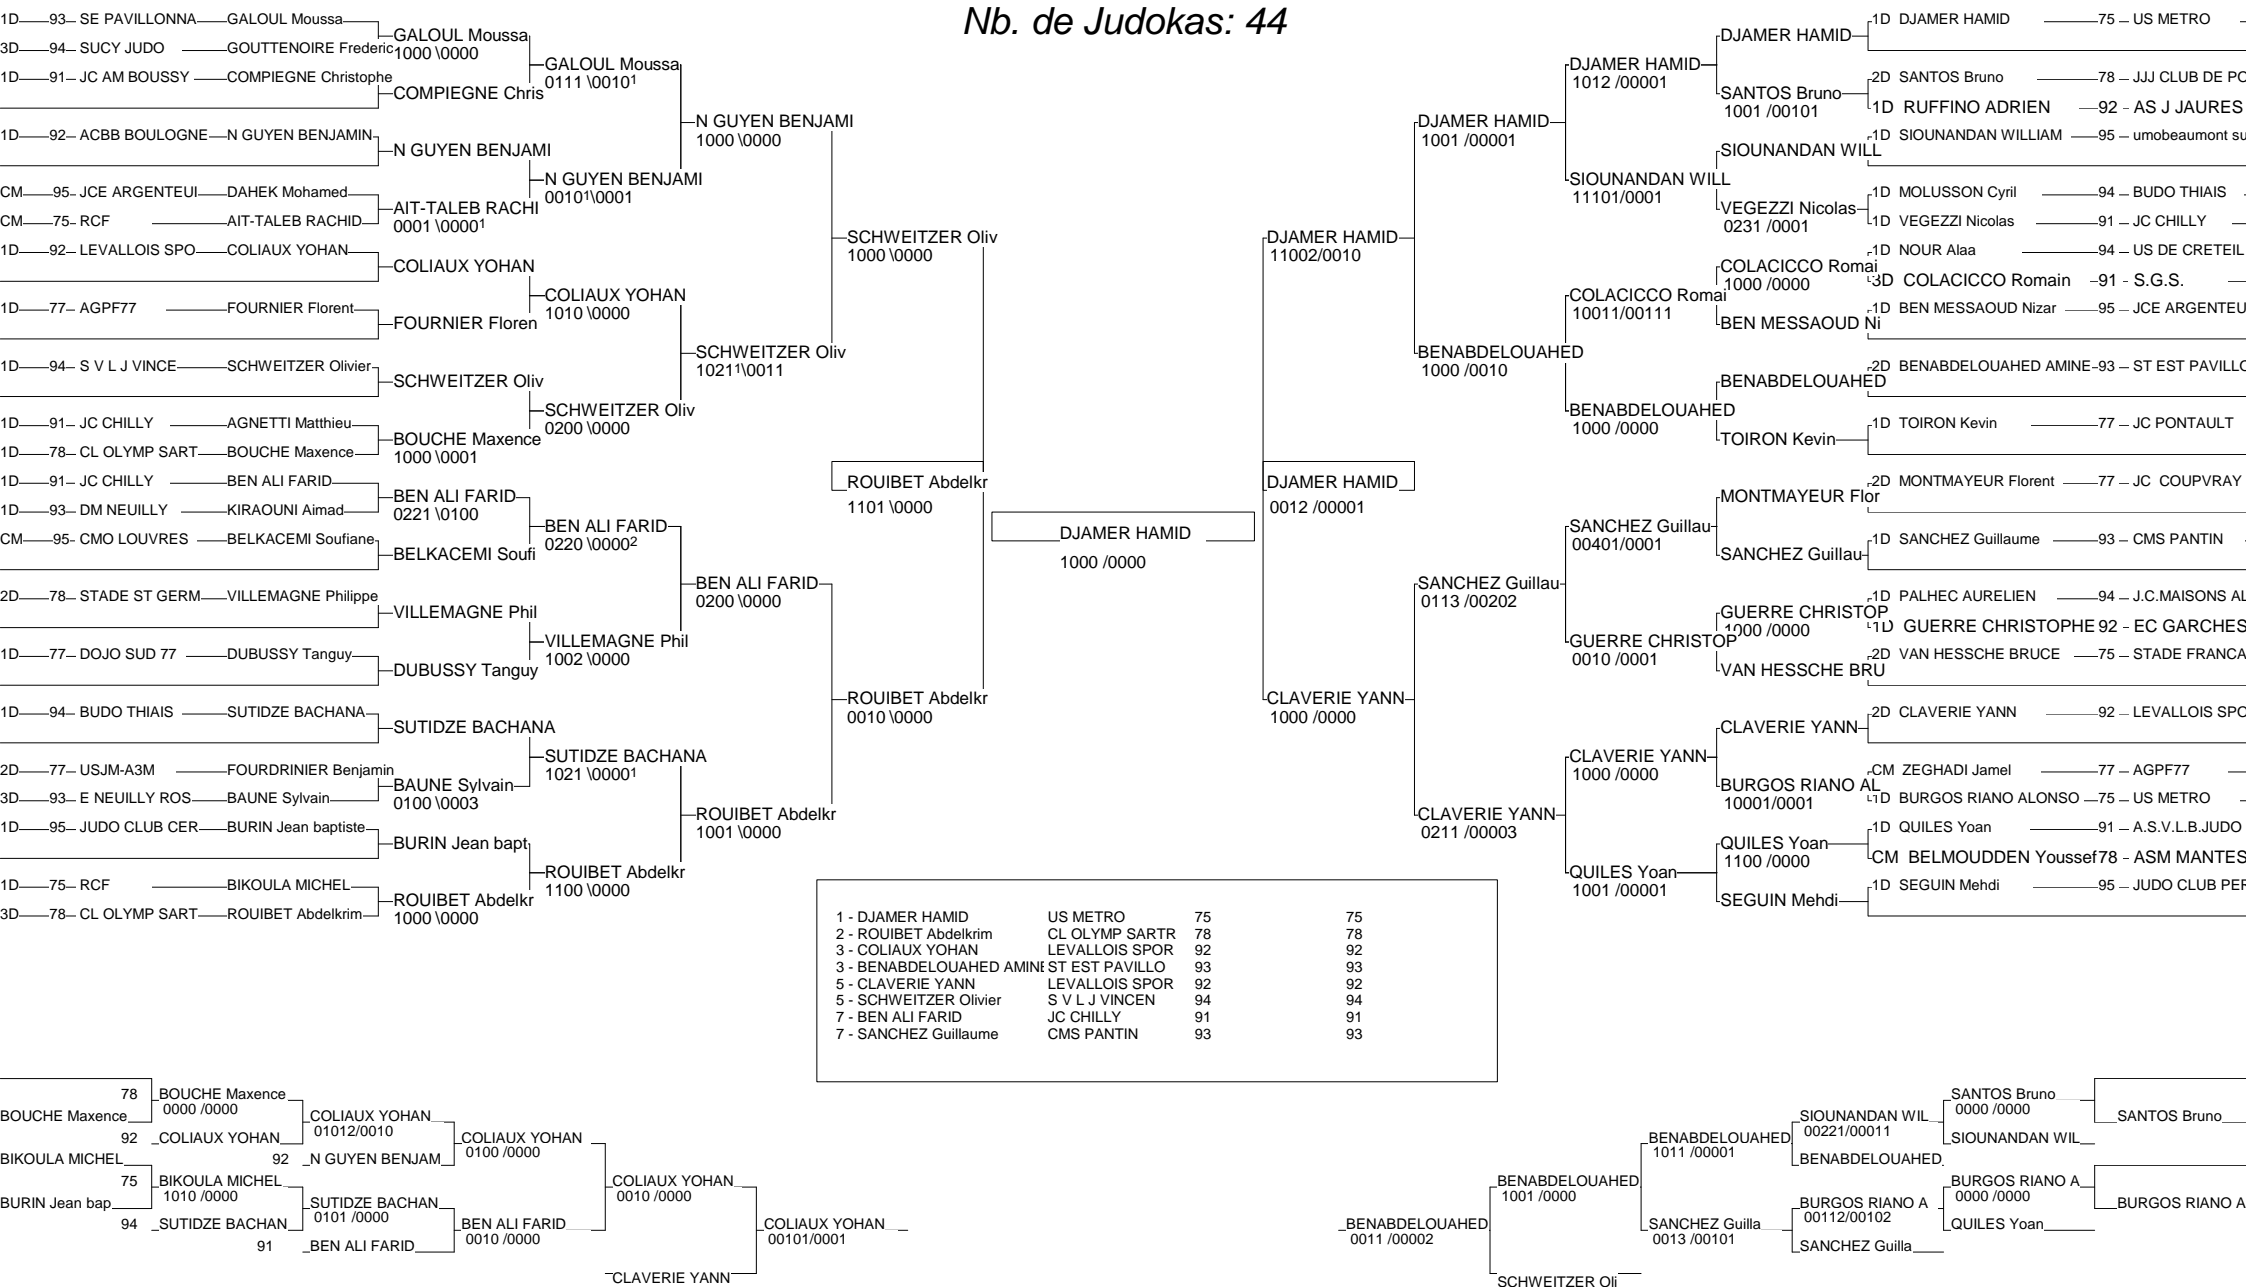 Nb. de Judokas: 44
1D 93 SE PAVILLONNA GALOUL Moussa
3D 94 SUCY JUDO GOUTTENOIRE Frederic
1D 91 JC AM BOUSSY COMPIEGNE Christophe
1D 92 ACBB BOULOGNE N GUYEN BENJAMIN
CM 95 JCE ARGENTEUI DAHEK Mohamed
CM 75 RCF AIT-TALEB RACHID
1D 92 LEVALLOIS SPO COLIAUX YOHAN
1D 77 AGPF77 FOURNIER Florent
1D 94 S V L J VINCE SCHWEITZER Olivier
1D 91 JC CHILLY AGNETTI Matthieu
1D 78 CL OLYMP SART BOUCHE Maxence
1D 91 JC CHILLY BEN ALI FARID
1D 93 DM NEUILLY KIRAOUNI Aimad
CM 95 CMO LOUVRES BELKACEMI Soufiane
2D 78 STADE ST GERM VILLEMAGNE Philippe
1D 77 DOJO SUD 77 DUBUSSY Tanguy
1D 94 BUDO THIAIS SUTIDZE BACHANA
2D 77 USJM-A3M FOURDRINIER Benjamin
3D 93 E NEUILLY ROS BAUNE Sylvain
1D 95 JUDO CLUB CER BURIN Jean baptiste
1D 75 RCF BIKOULA MICHEL
3D 78 CL OLYMP SART ROUIBET Abdelkrim
GALOUL Moussa
1000 \0000
COMPIEGNE Chris
N GUYEN BENJAMI
AIT-TALEB RACHI
0001 \0000¹
COLIAUX YOHAN
FOURNIER Floren
SCHWEITZER Oliv
BOUCHE Maxence
1000 \0001
BEN ALI FARID
0221 \0100
BELKACEMI Soufi
VILLEMAGNE Phil
DUBUSSY Tanguy
SUTIDZE BACHANA
BAUNE Sylvain
0100 \0003
BURIN Jean bapt
ROUIBET Abdelkr
1000 \0000
GALOUL Moussa
0111 \0010¹
N GUYEN BENJAMI
0010¹\0001
COLIAUX YOHAN
1010 \0000
SCHWEITZER Oliv
0200 \0000
BEN ALI FARID
0220 \0000²
VILLEMAGNE Phil
1002 \0000
SUTIDZE BACHANA
1021 \0000¹
ROUIBET Abdelkr
1100 \0000
N GUYEN BENJAMI
1000 \0000
SCHWEITZER Oliv
1021¹\0011
BEN ALI FARID
0200 \0000
ROUIBET Abdelkr
1001 \0000
SCHWEITZER Oliv
1000 \0000
ROUIBET Abdelkr
0010 \0000
ROUIBET Abdelkr
1101 \0000
DJAMER HAMID
1000 /0000
DJAMER HAMID
0012 /00001
DJAMER HAMID
11002/0010
CLAVERIE YANN
1000 /0000
DJAMER HAMID
1001 /00001
BENABDELOUAHED
1000 /0010
SANCHEZ Guillau
0113 /00202
CLAVERIE YANN
0211 /00003
DJAMER HAMID
1012 /00001
SIOUNANDAN WILL
11101/0001
COLACICCO Romai
10011/00111
BENABDELOUAHED
1000 /0000
SANCHEZ Guillau
00401/0001
GUERRE CHRISTOP
0010 /0001
CLAVERIE YANN
1000 /0000
QUILES Yoan
1001 /00001
DJAMER HAMID
SANTOS Bruno
1001 /00101
SIOUNANDAN WILL
VEGEZZI Nicolas
0231 /0001
COLACICCO Romai
1000 /0000
BEN MESSAOUD Ni
BENABDELOUAHED
TOIRON Kevin
MONTMAYEUR Flor
SANCHEZ Guillau
GUERRE CHRISTOP
1000 /0000
VAN HESSCHE BRU
CLAVERIE YANN
BURGOS RIANO AL
10001/0001
QUILES Yoan
1100 /0000
SEGUIN Mehdi
1D DJAMER HAMID 75 US METRO
2D SANTOS Bruno 78 JJJ CLUB DE PO
1D RUFFINO ADRIEN 92 AS J JAURES
1D SIOUNANDAN WILLIAM 95 umobeaumont su
1D MOLUSSON Cyril 94 BUDO THIAIS
1D VEGEZZI Nicolas 91 JC CHILLY
1D NOUR Alaa 94 US DE CRETEIL
3D COLACICCO Romain 91 S.G.S.
1D BEN MESSAOUD Nizar 95 JCE ARGENTEU
2D BENABDELOUAHED AMINE 93 ST EST PAVILLO
1D TOIRON Kevin 77 JC PONTAULT
2D MONTMAYEUR Florent 77 JC COUPVRAY
1D SANCHEZ Guillaume 93 CMS PANTIN
1D PALHEC AURELIEN 94 J.C.MAISONS AL
1D GUERRE CHRISTOPHE 92 EC GARCHES
2D VAN HESSCHE BRUCE 75 STADE FRANCA
2D CLAVERIE YANN 92 LEVALLOIS SPO
CM ZEGHADI Jamel 77 AGPF77
1D BURGOS RIANO ALONSO 75 US METRO
1D QUILES Yoan 91 A.S.V.L.B.JUDO
CM BELMOUDDEN Youssef 78 ASM MANTES
1D SEGUIN Mehdi 95 JUDO CLUB PER
1 - DJAMER HAMID US METRO 75 75
2 - ROUIBET Abdelkrim CL OLYMP SARTR 78 78
3 - COLIAUX YOHAN LEVALLOIS SPOR 92 92
3 - BENABDELOUAHED AMINE ST EST PAVILLO 93 93
5 - CLAVERIE YANN LEVALLOIS SPOR 92 92
5 - SCHWEITZER Olivier S V L J VINCEN 94 94
7 - BEN ALI FARID JC CHILLY 91 91
7 - SANCHEZ Guillaume CMS PANTIN 93 93
78
BOUCHE Maxence
92
BIKOULA MICHEL
75
BURIN Jean bap
94
BOUCHE Maxence
0000 /0000
COLIAUX YOHAN
92
BIKOULA MICHEL
1010 /0000
SUTIDZE BACHAN
91
COLIAUX YOHAN
01012/0010
N GUYEN BENJAM
SUTIDZE BACHAN
0101 /0000
BEN ALI FARID
COLIAUX YOHAN
0100 /0000
BEN ALI FARID
0010 /0000
COLIAUX YOHAN
0010 /0000
CLAVERIE YANN
COLIAUX YOHAN
00101/0001
BENABDELOUAHED
0011 /00002
BENABDELOUAHED
1001 /0000
SCHWEITZER Oli
BENABDELOUAHED
1011 /00001
SANCHEZ Guilla
0013 /00101
SIOUNANDAN WIL
00221/00011
BENABDELOUAHED
BURGOS RIANO A
00112/00102
SANCHEZ Guilla
SANTOS Bruno
0000 /0000
SIOUNANDAN WIL
BURGOS RIANO A
0000 /0000
QUILES Yoan
SANTOS Bruno
BURGOS RIANO A